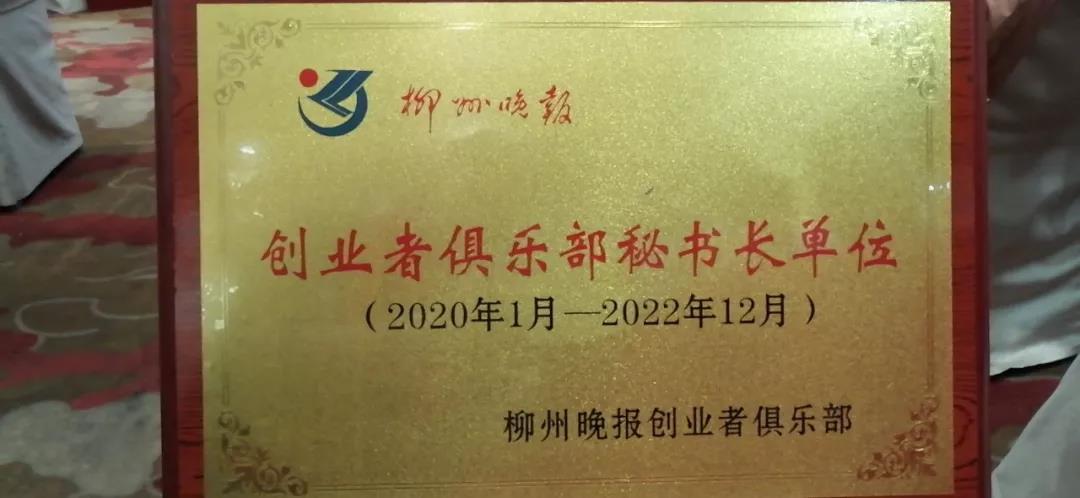 柳州晚报
创业者俱乐部秘书长单位
（2020年1月—2022年12月）
柳州晚报创业者俱乐部